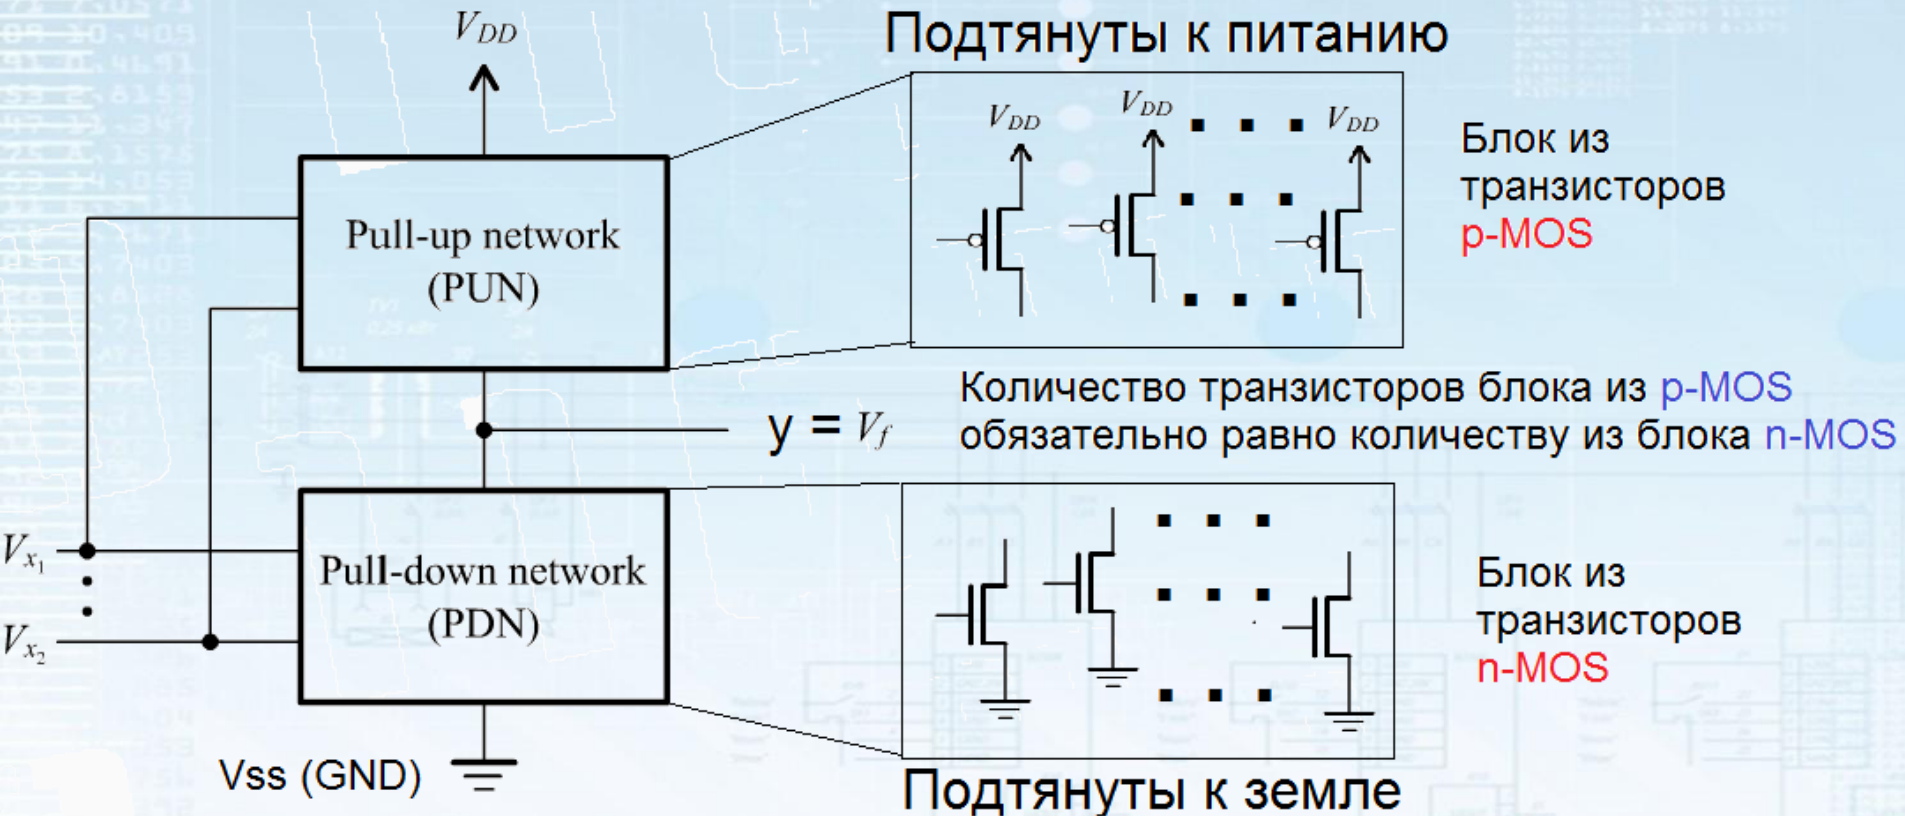 V_DD
Подтянуты к питанию
V_DD
V_DD
V_DD
Блок из
транзисторов
p-MOS
Pull-up network
(PUN)
Количество транзисторов блока из p-MOS
обязательно равно количеству из блока n-MOS
y = V_f
V_x1
V_x2
Pull-down network
(PDN)
Блок из
транзисторов
n-MOS
Vss (GND)
Подтянуты к земле